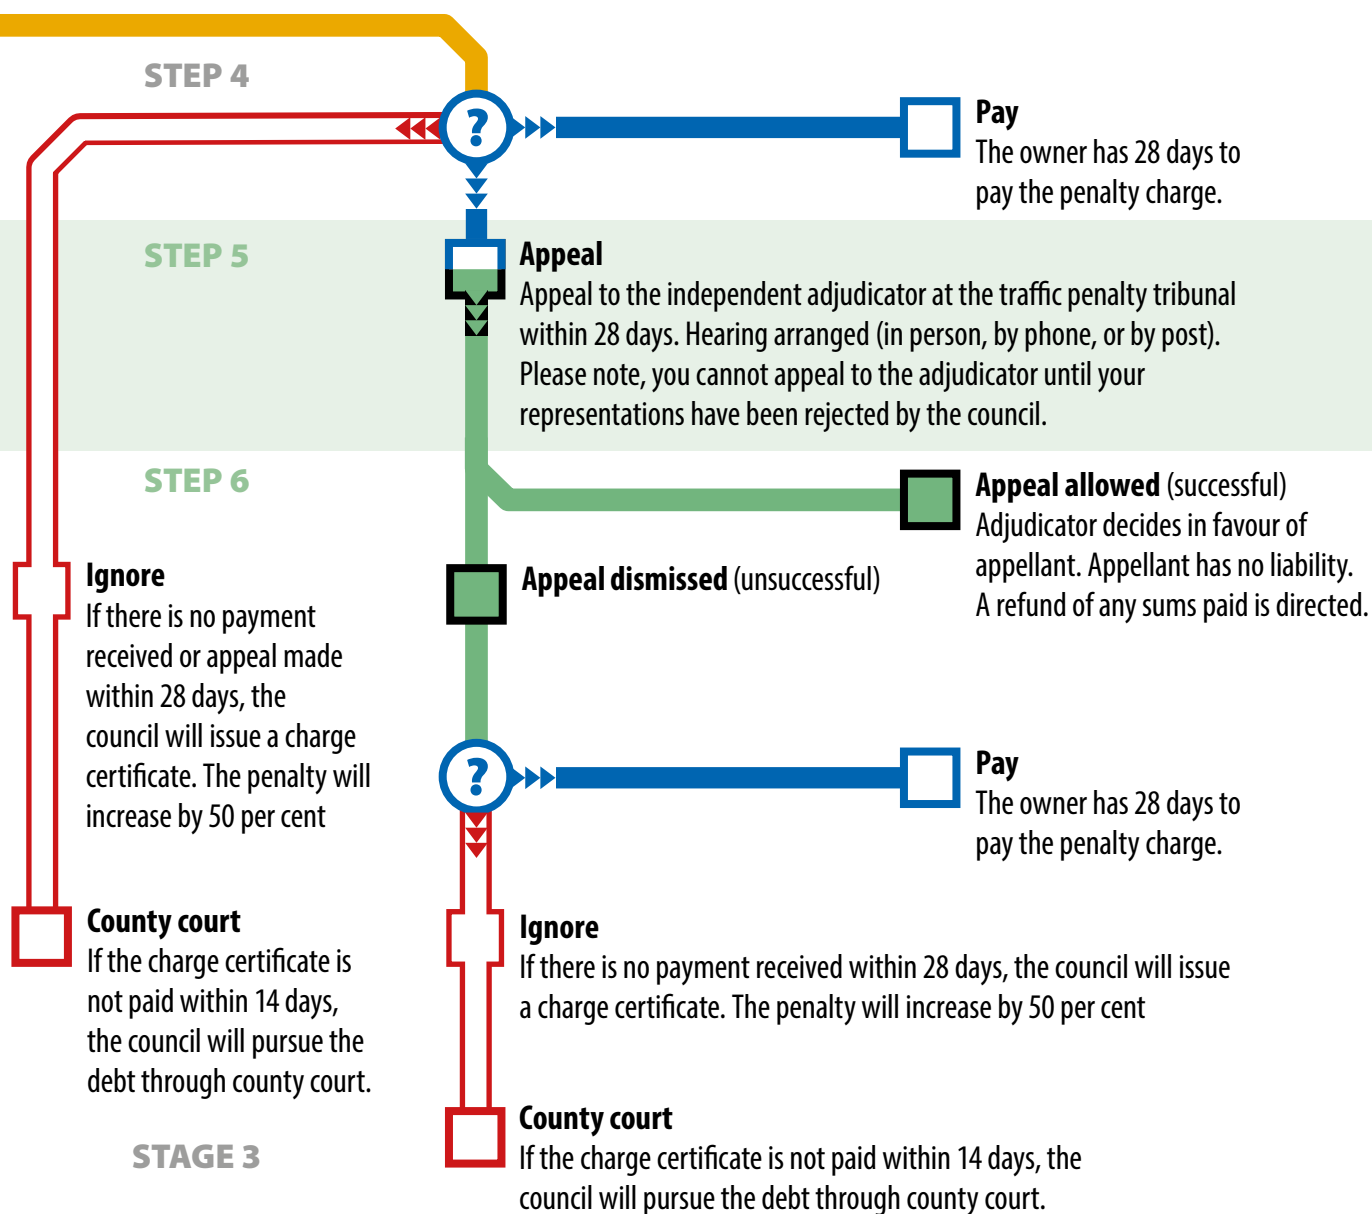 STEP 4
?
Pay
The owner has 28 days to
pay the penalty charge.
STEP 5
Appeal
Appeal to the independent adjudicator at the traffic penalty tribunal
within 28 days. Hearing arranged (in person, by phone, or by post).
Please note, you cannot appeal to the adjudicator until your
representations have been rejected by the council.
STEP 6
Appeal allowed (successful)
Adjudicator decides in favour of
appellant. Appellant has no liability.
A refund of any sums paid is directed.
Appeal dismissed (unsuccessful)
Ignore
If there is no payment
received or appeal made
within 28 days, the
council will issue a charge
certificate. The penalty will
increase by 50 per cent
?
Pay
The owner has 28 days to
pay the penalty charge.
County court
If the charge certificate is
not paid within 14 days,
the council will pursue the
debt through county court.
Ignore
If there is no payment received within 28 days, the council will issue
a charge certificate. The penalty will increase by 50 per cent
STAGE 3
County court
If the charge certificate is not paid within 14 days, the
council will pursue the debt through county court.